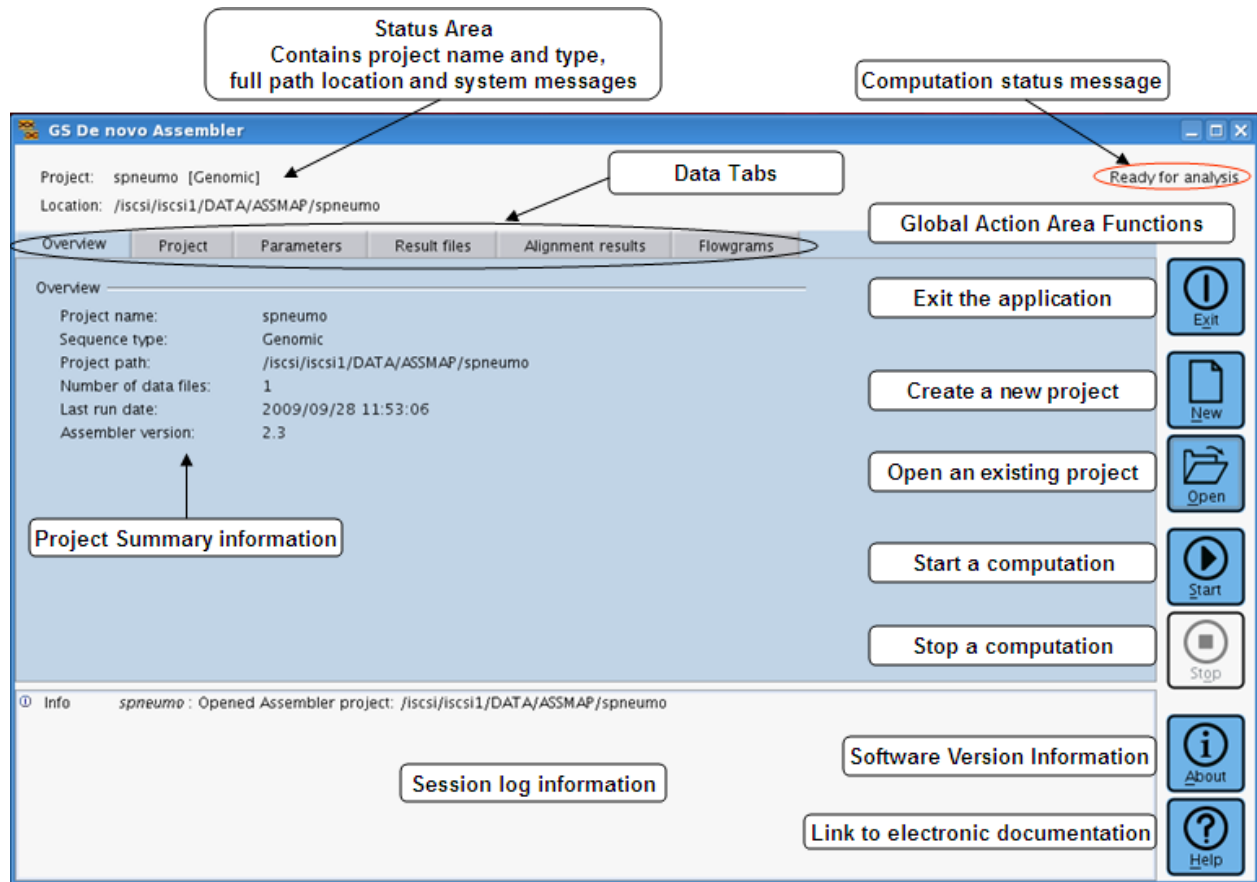 Status Area
Contains project name and type,
full path location and system messages
Computation status message
GS De novo Assembler
Project: spneumo [Genomic]
Data Tabs
Ready for analysis
Location: /iscsi/iscsi1/DATA/ASSMAP/spneumo
Global Action Area Functions
Overview Project Parameters Result files Alignment results Flowgrams
Overview
Project name: spneumo
Sequence type: Genomic
Project path: /iscsi/iscsi1/DATA/ASSMAP/spneumo
Number of data files: 1
Last run date: 2009/09/28 11:53:06
Assembler version: 2.3
Project Summary information
Exit the application
Exit
Create a new project
New
Open an existing project
Open
Start a computation
Start
Stop a computation
Stop
Info spneumo : Opened Assembler project: /iscsi/iscsi1/DATA/ASSMAP/spneumo
Session log information
Software Version Information
About
Link to electronic documentation
Help